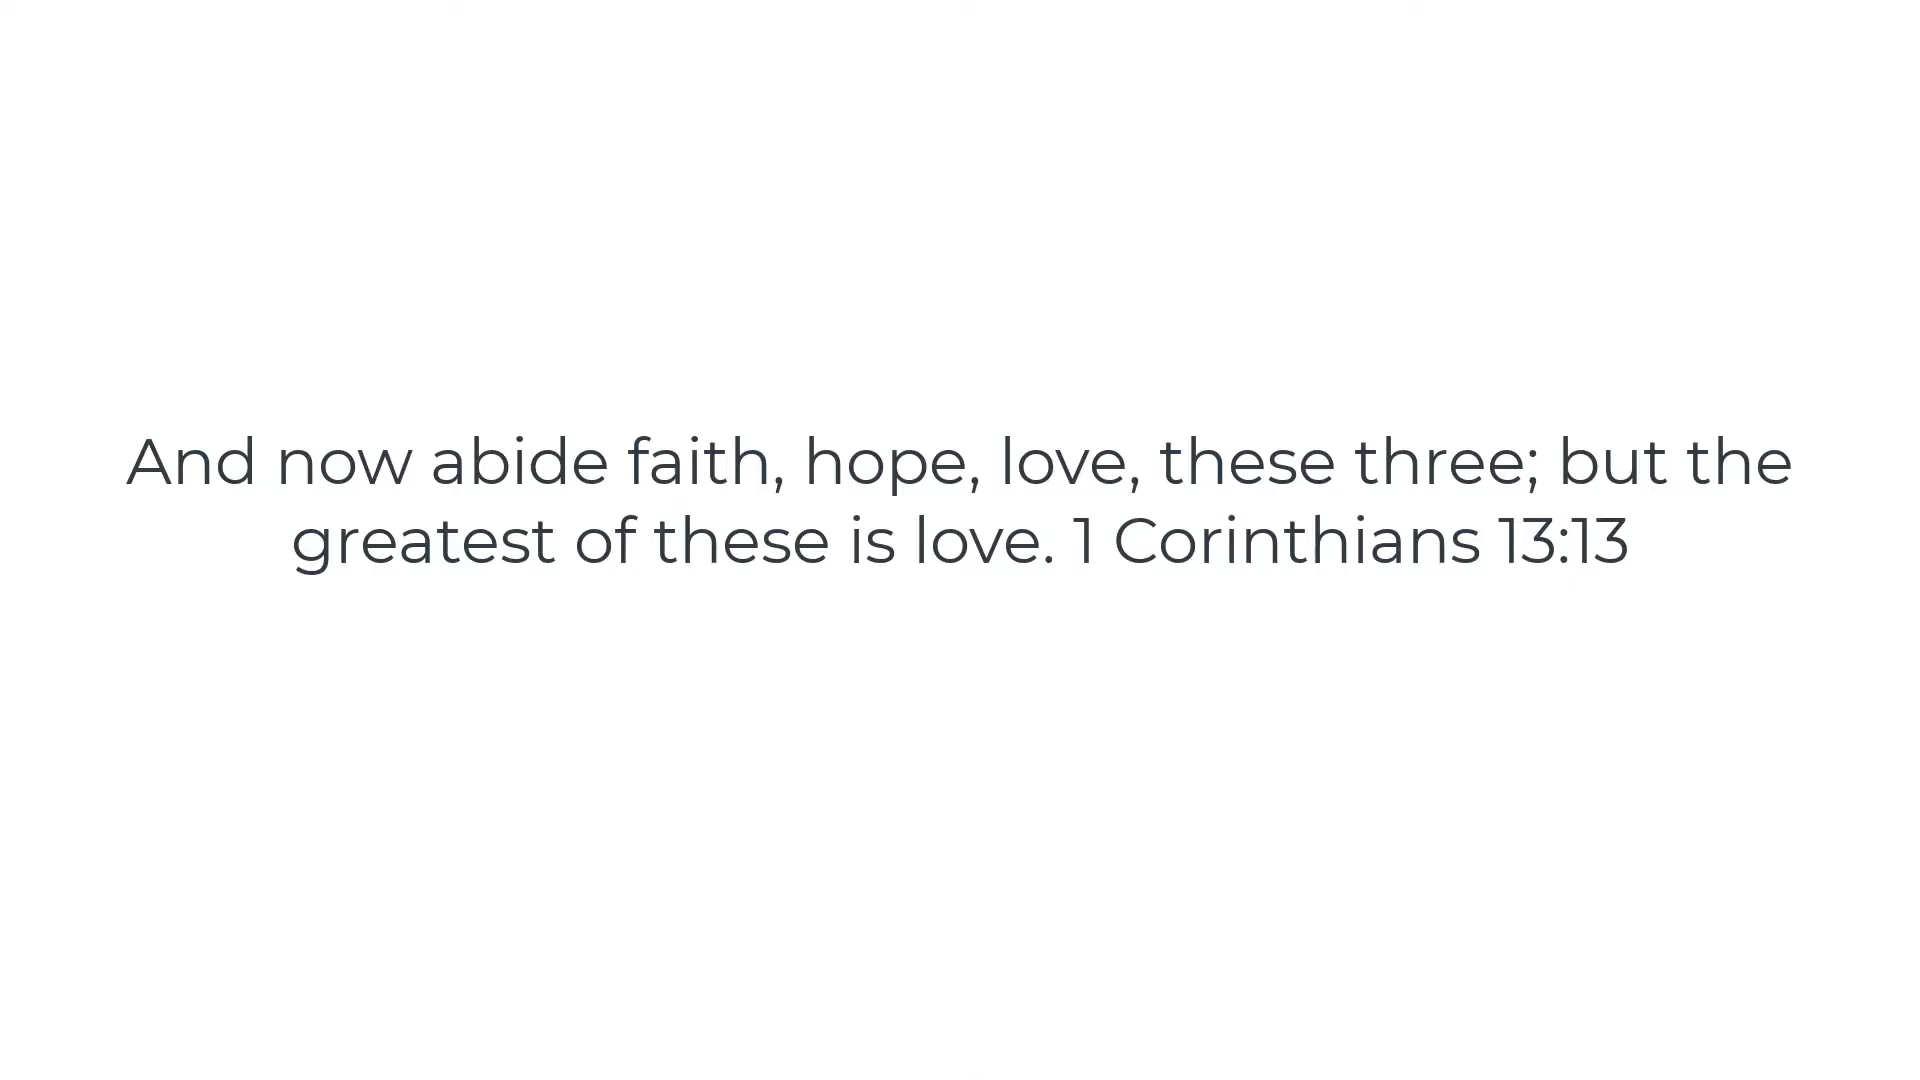 And now abide faith, hope, love, these three; but the
greatest of these is love. 1 Corinthians 13:13